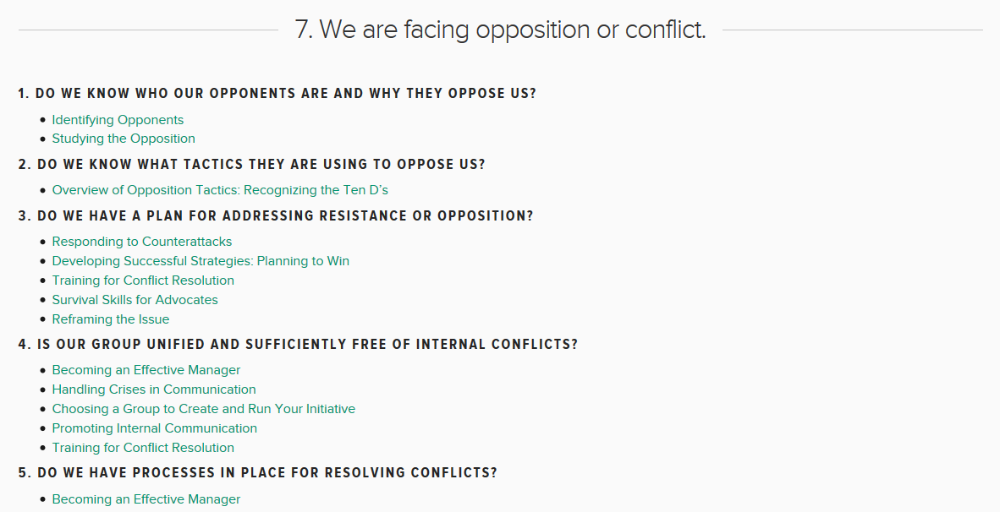 7. We are facing opposition or conflict.
1. DO WE KNOW WHO OUR OPPONENTS ARE AND WHY THEY OPPOSE US?
• Identifying Opponents
• Studying the Opposition
2. DO WE KNOW WHAT TACTICS THEY ARE USING TO OPPOSE US?
• Overview of Opposition Tactics: Recognizing the Ten D’s
3. DO WE HAVE A PLAN FOR ADDRESSING RESISTANCE OR OPPOSITION?
• Responding to Counterattacks
• Developing Successful Strategies: Planning to Win
• Training for Conflict Resolution
• Survival Skills for Advocates
• Reframing the Issue
4. IS OUR GROUP UNIFIED AND SUFFICIENTLY FREE OF INTERNAL CONFLICTS?
• Becoming an Effective Manager
• Handling Crises in Communication
• Choosing a Group to Create and Run Your Initiative
• Promoting Internal Communication
• Training for Conflict Resolution
5. DO WE HAVE PROCESSES IN PLACE FOR RESOLVING CONFLICTS?
• Becoming an Effective Manager